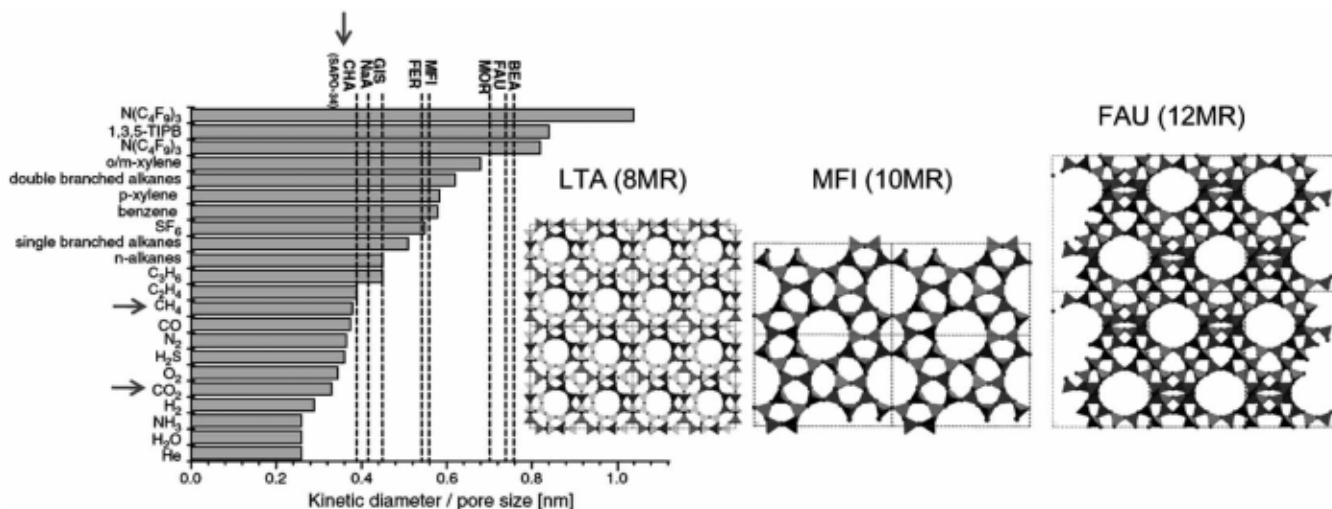 (SAPO-34)
CHA
NaA
GIS
FER
MFI
MOR
FAU
BEA
N(C₄F₉)₃
1,3,5-TIPB
N(C₄F₉)₃
o/m-xylene
double branched alkanes
p-xylene
benzene
SF₆
single branched alkanes
n-alkanes
C₃H₆
C₂H₄
CH₄
CO
N₂
H₂S
O₂
CO₂
H₂
NH₃
H₂O
He
0.0 0.2 0.4 0.6 0.8 1.0
Kinetic diameter / pore size [nm]
LTA (8MR)
MFI (10MR)
FAU (12MR)